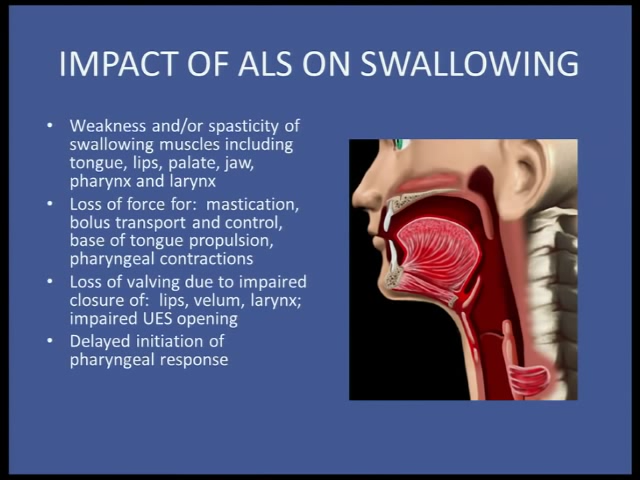 IMPACT OF ALS ON SWALLOWING
• Weakness and/or spasticity of
swallowing muscles including
tongue, lips, palate, jaw,
pharynx and larynx
• Loss of force for: mastication,
bolus transport and control,
base of tongue propulsion,
pharyngeal contractions
• Loss of valving due to impaired
closure of: lips, velum, larynx;
impaired UES opening
• Delayed initiation of
pharyngeal response